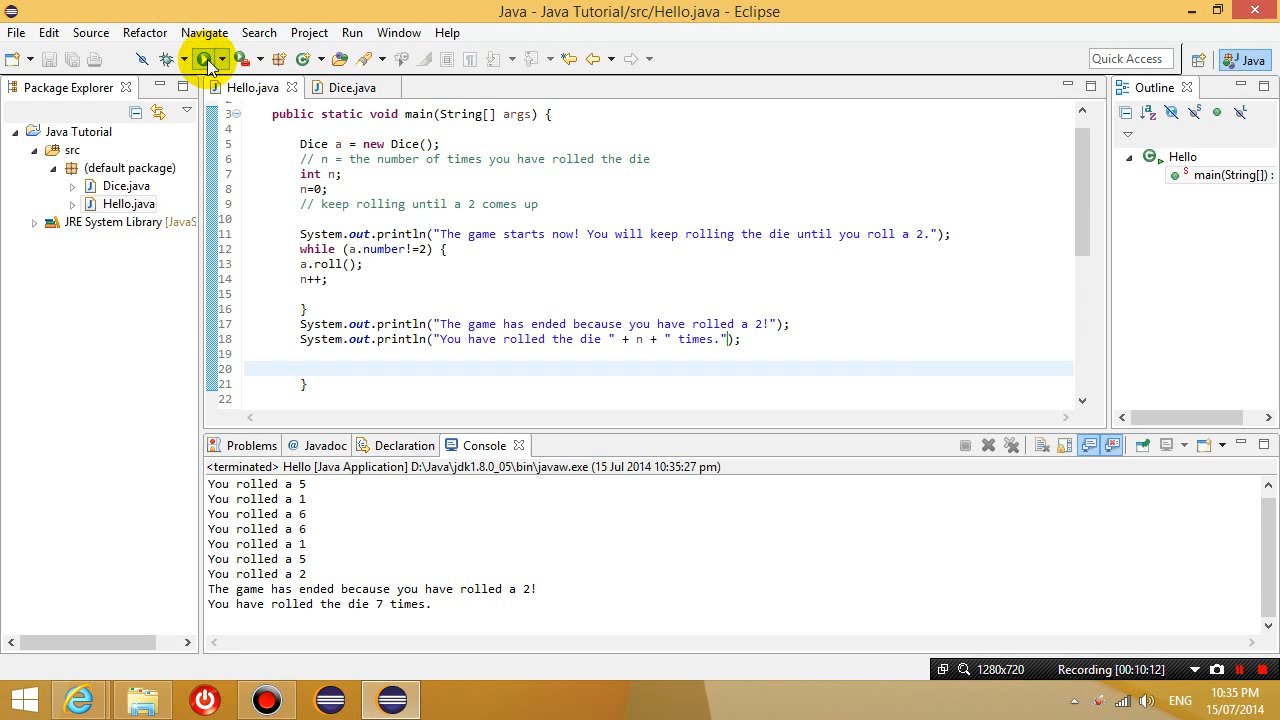 Java - Java Tutorial/src/Hello.java - Eclipse
File Edit Source Refactor Navigate Search Project Run Window Help
Quick Access
Java
Package Explorer
Java Tutorial
src
(default package)
Dice.java
Hello.java
JRE System Library [JavaS
Hello.java
Dice.java
2
3 public static void main(String[] args) {
4
5 Dice a = new Dice();
6 // n = the number of times you have rolled the die
7 int n;
8 n=0;
9 // keep rolling until a 2 comes up
10
11 System.out.println("The game starts now! You will keep rolling the die until you roll a 2.");
12 while (a.number!=2) {
13 a.roll();
14 n++;
15
16 }
17 System.out.println("The game has ended because you have rolled a 2!");
18 System.out.println("You have rolled the die " + n + " times.");
19
20
21 }
22
Outline
Hello
main(String[]) :
Problems
@ Javadoc
Declaration
Console
<terminated> Hello [Java Application] D:\Java\jdk1.8.0_05\bin\javaw.exe (15 Jul 2014 10:35:27 pm)
You rolled a 5
You rolled a 1
You rolled a 6
You rolled a 6
You rolled a 1
You rolled a 5
You rolled a 2
The game has ended because you have rolled a 2!
You have rolled the die 7 times.
1280x720
Recording [00:10:12]
ENG
10:35 PM
15/07/2014